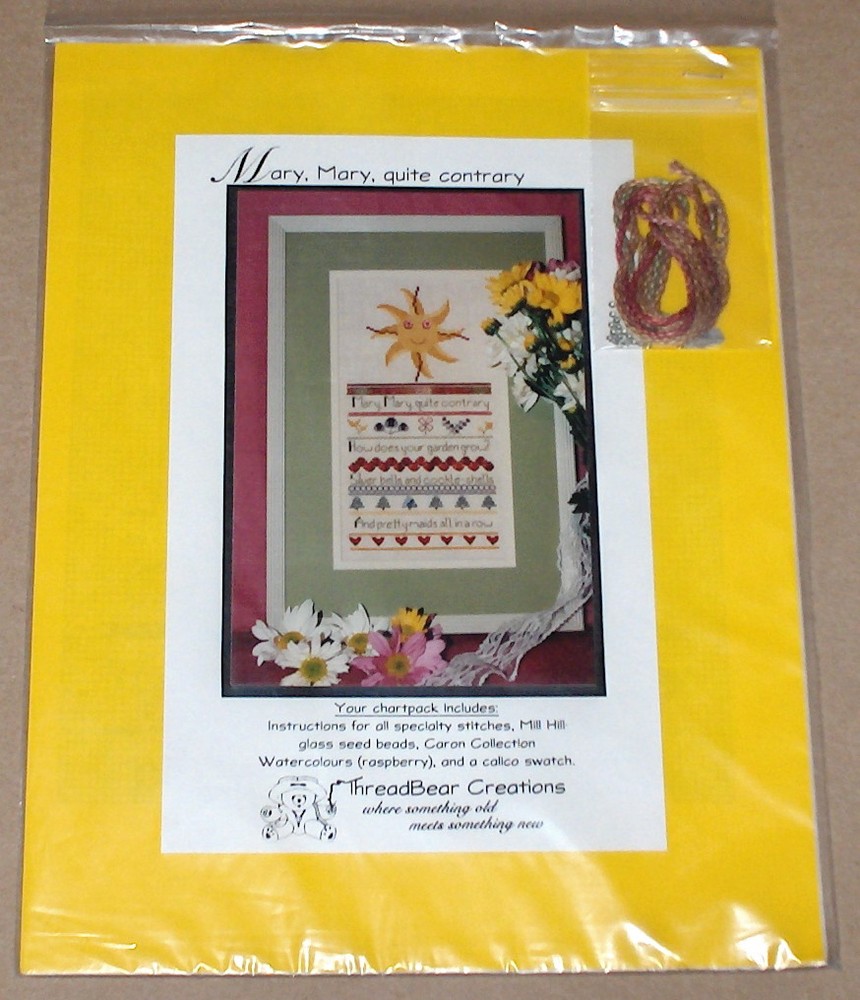 Mary, Mary, quite contrary
Mary, Mary, quite contrary
How does your garden grow?
Silver bells and cockle-shells
And pretty maids all in a row
Your chartpack includes:
Instructions for all specialty stitches, Mill Hill
glass seed beads, Caron Collection
Watercolours (raspberry), and a calico swatch.
ThreadBear Creations
where something old
meets something new